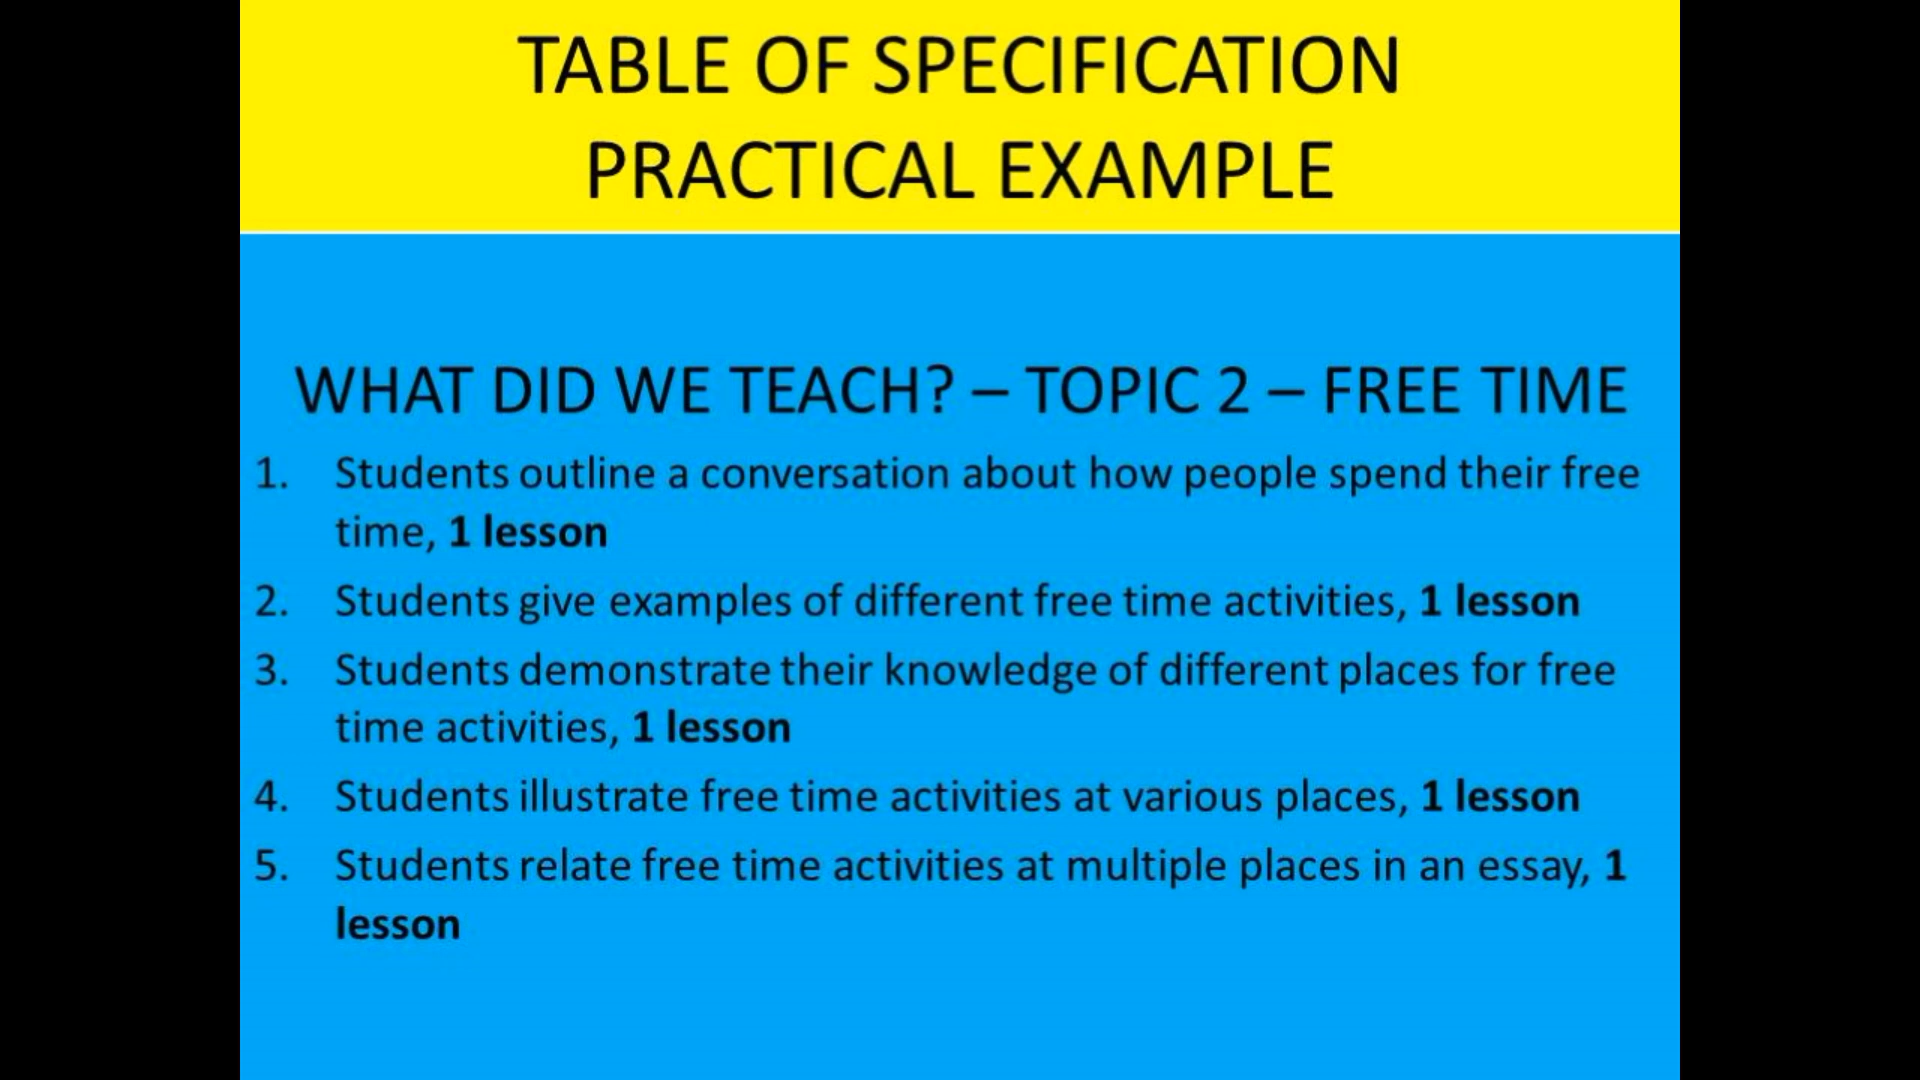 TABLE OF SPECIFICATION
PRACTICAL EXAMPLE
WHAT DID WE TEACH? – TOPIC 2 – FREE TIME
1. Students outline a conversation about how people spend their free
time, 1 lesson
2. Students give examples of different free time activities, 1 lesson
3. Students demonstrate their knowledge of different places for free
time activities, 1 lesson
4. Students illustrate free time activities at various places, 1 lesson
5. Students relate free time activities at multiple places in an essay, 1
lesson